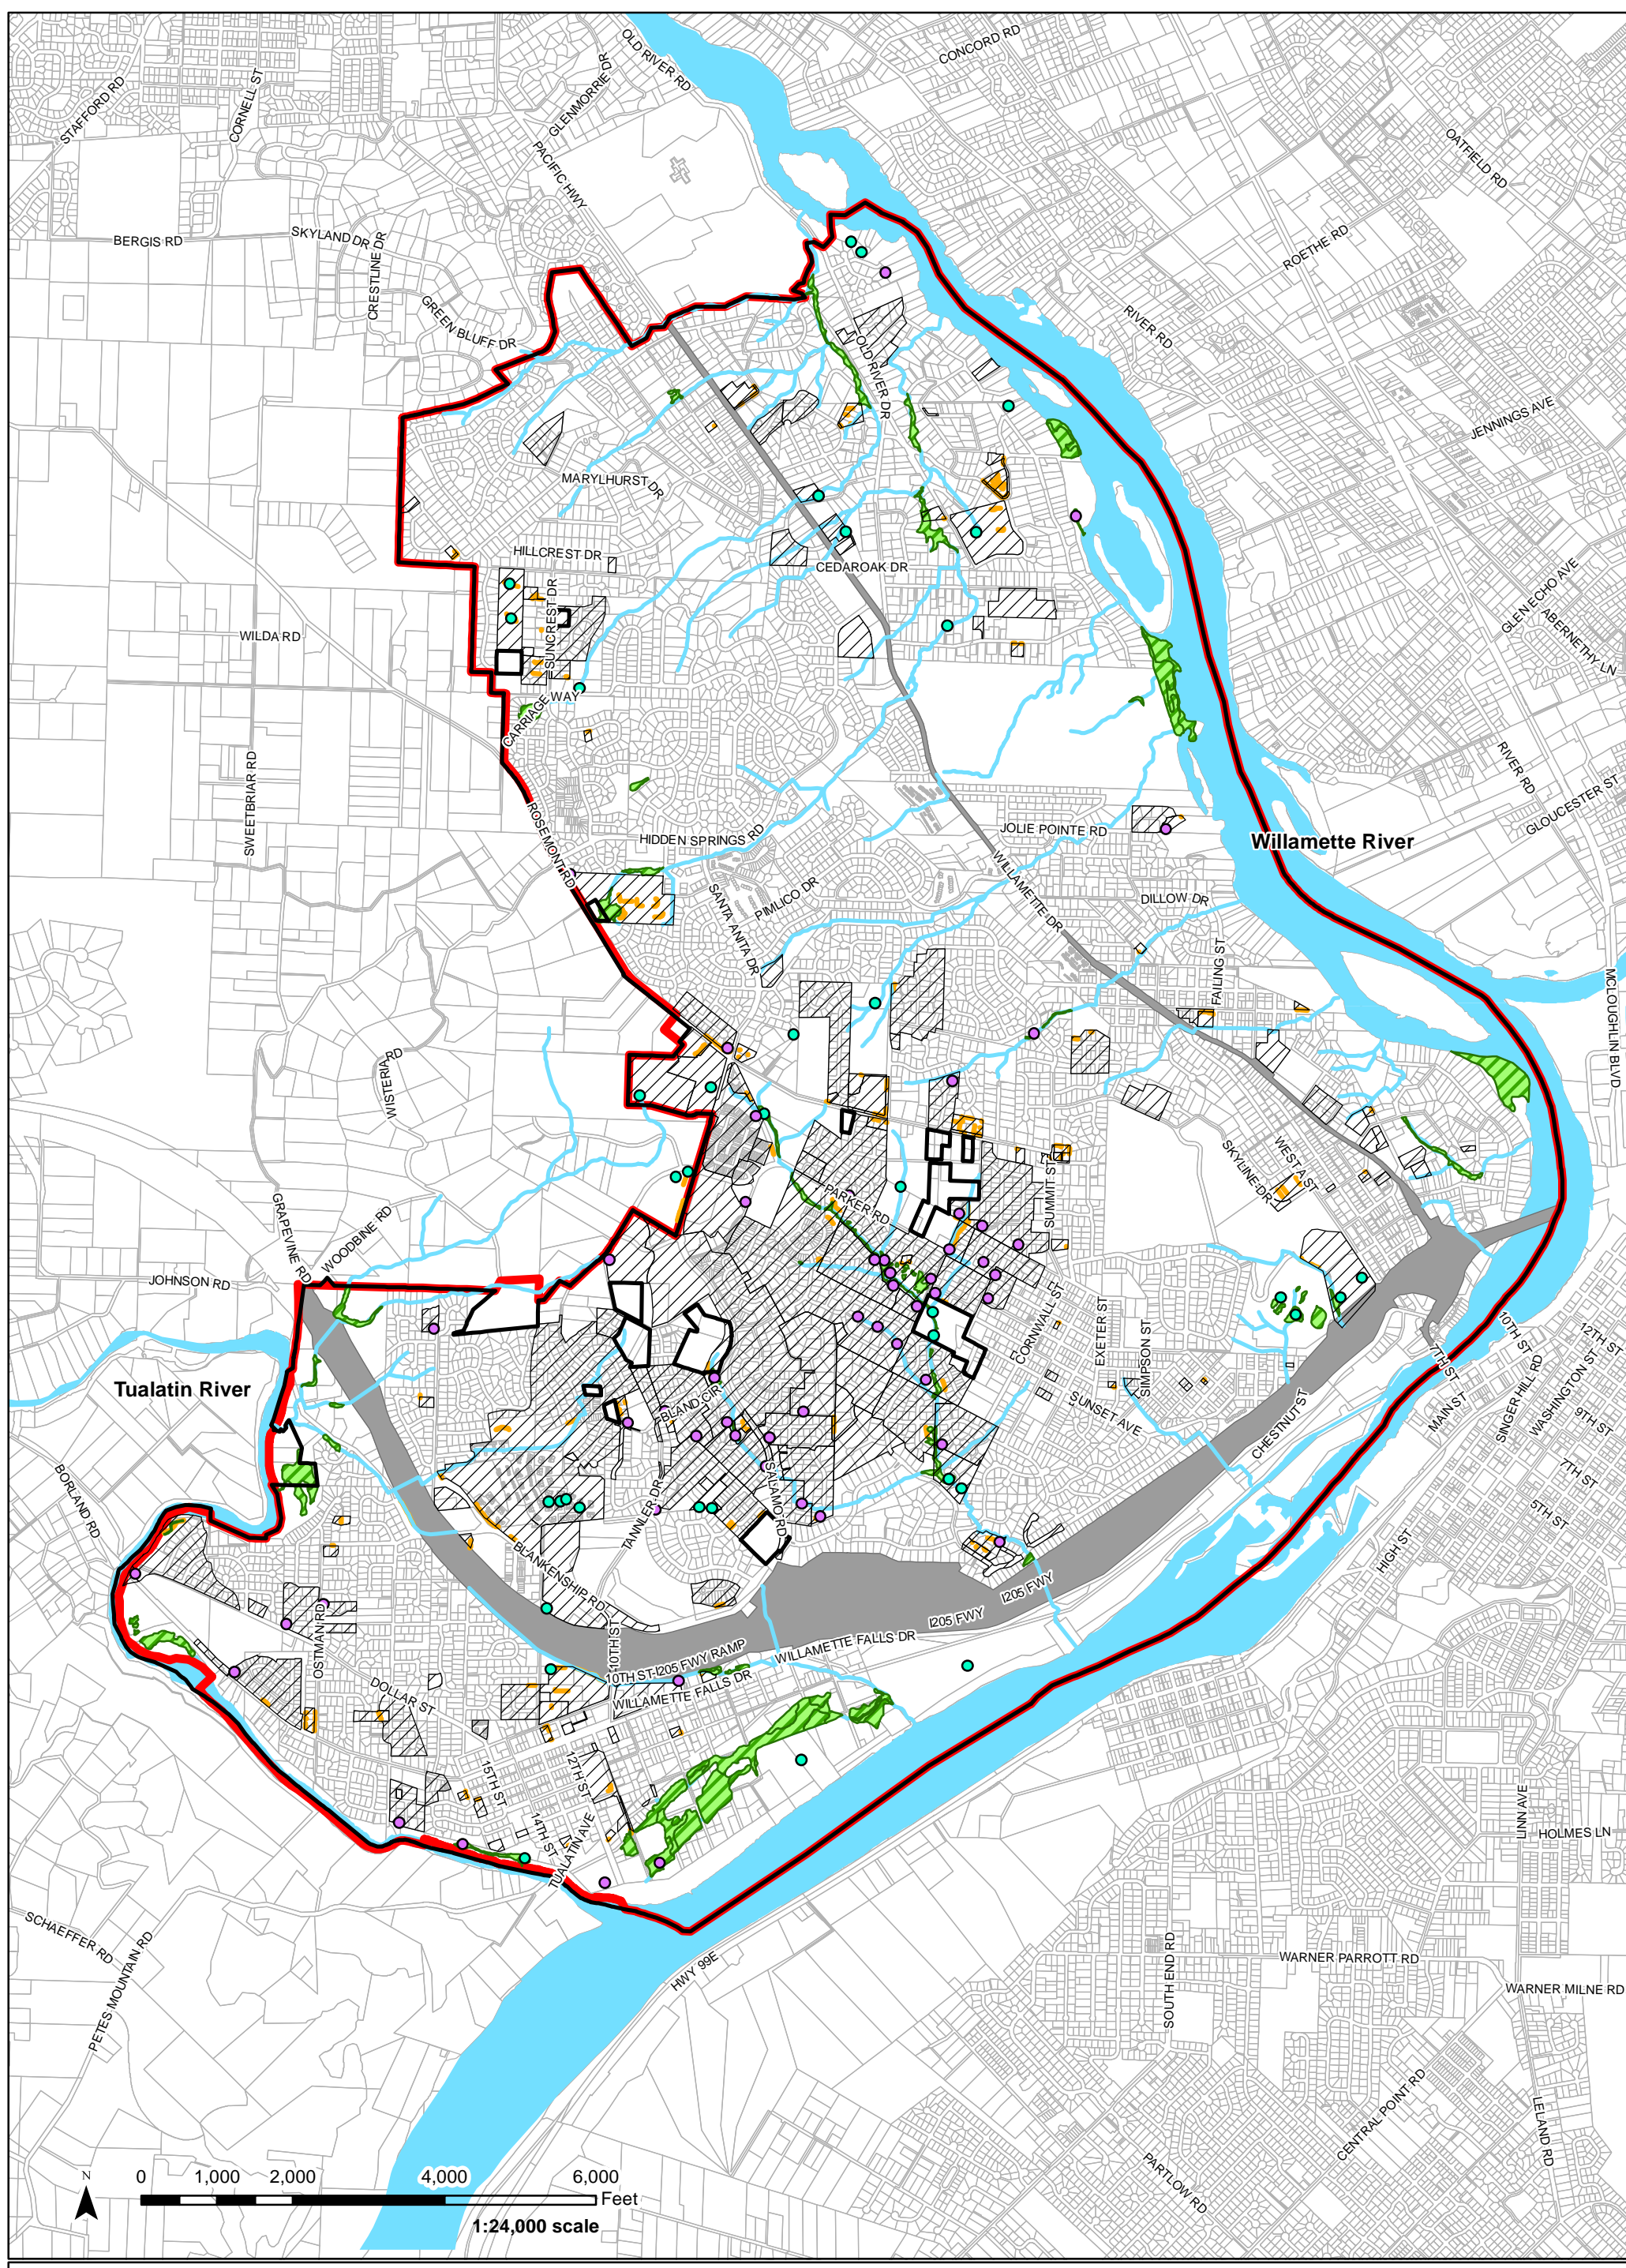 OLD RIVER RD
CONCORD RD
STAFFORD RD
CORNELL ST
GLENMORRIE DR
PACIFIC HWY
OATFIELD RD
BERGIS RD
SKYLAND DR
CRESTLINE DR
ROETHE RD
GREEN BLUFF DR
RIVER RD
OLD RIVER DR
JENNINGS AVE
MARYLHURST DR
HILLCREST DR
CEDAROAK DR
SUNCREST DR
GLEN ECHO AVE
ABERNETHY LN
WILDA RD
CARRIAGE WAY
SWEETBRIAR RD
RIVER RD
GLOUCESTER ST
ROSEMONT RD
HIDDEN SPRINGS RD
JOLIE POINTE RD
Willamette River
WILLAMETTE DR
SANTA ANITA DR
PIMLICO DR
DILLOW DR
FAILING ST
MCLOUGHLIN BLVD
WISTERIA RD
WEST A ST
SKYLINE DR
SUMMIT ST
PARKER RD
GRAPEVINE RD
WOODBINE RD
JOHNSON RD
CORNWALL ST
EXETER ST
SIMPSON ST
10TH ST
12TH ST
7TH ST
SINGER HILL RD
WASHINGTON ST
Tualatin River
BLAND CIR
SUNSET AVE
MAIN ST
9TH ST
CHESTNUT ST
7TH ST
BORLAND RD
SALAMO RD
TANNLER DR
5TH ST
HIGH ST
BLANKENSHIP RD
I205 FWY
I205 FWY
OSTMAN RD
10TH ST
10TH ST-I205 FWY RAMP
WILLAMETTE FALLS DR
WILLAMETTE FALLS DR
DOLLAR ST
15TH ST
12TH ST
14TH ST
TUALATIN AVE
LINN AVE
HOLMES LN
SCHAEFFER RD
PETES MOUNTAIN RD
HWY 99E
SOUTH END RD
WARNER PARROTT RD
WARNER MILNE RD
CENTRAL POINT RD
LELAND RD
PARTLOW RD
N
0 1,000 2,000 4,000 6,000
Feet
1:24,000 scale